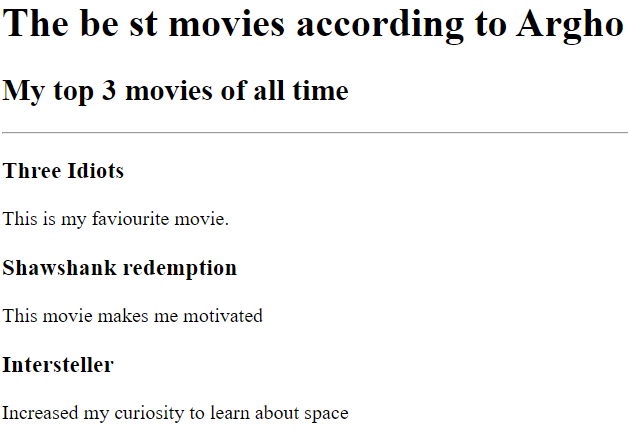 The be st movies according to Argho
My top 3 movies of all time
Three Idiots
This is my faviourite movie.
Shawshank redemption
This movie makes me motivated
Intersteller
Increased my curiosity to learn about space